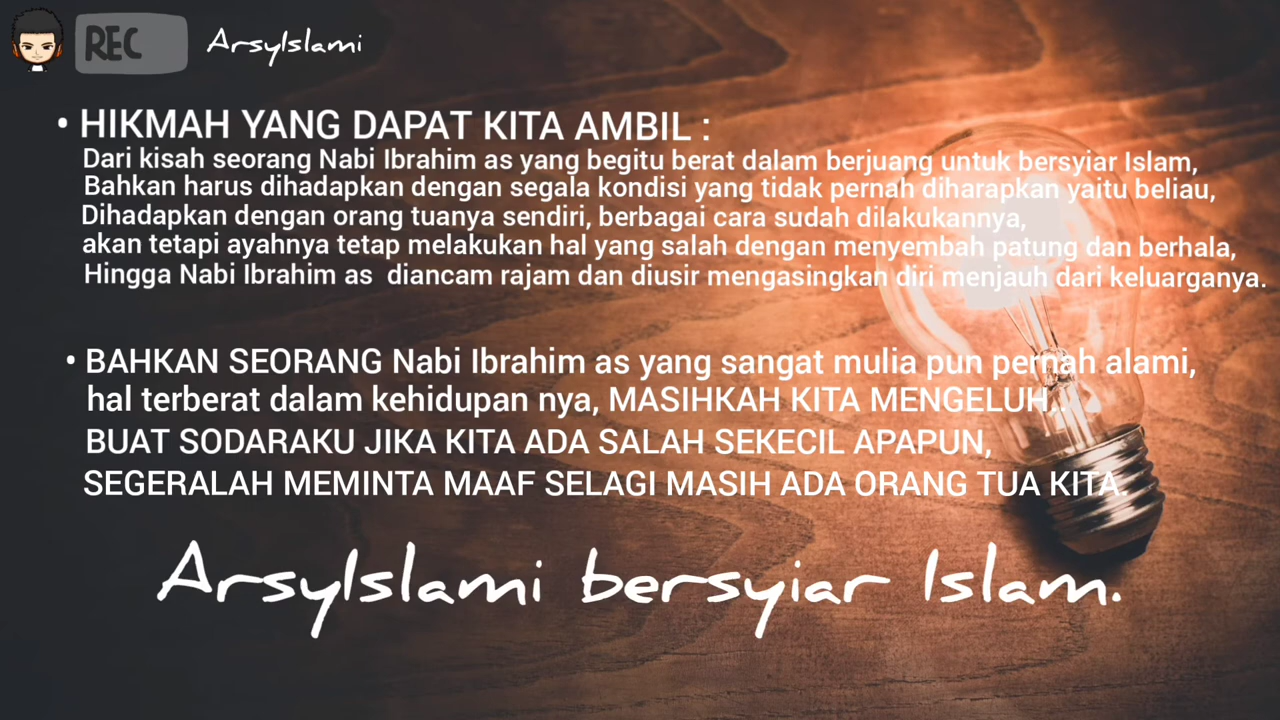 REC
ArsyIslami
• HIKMAH YANG DAPAT KITA AMBIL :
Dari kisah seorang Nabi Ibrahim as yang begitu berat dalam berjuang untuk bersyiar Islam,
Bahkan harus dihadapkan dengan segala kondisi yang tidak pernah diharapkan yaitu beliau,
Dihadapkan dengan orang tuanya sendiri, berbagai cara sudah dilakukannya,
akan tetapi ayahnya tetap melakukan hal yang salah dengan menyembah patung dan berhala,
Hingga Nabi Ibrahim as diancam rajam dan diusir mengasingkan diri menjauh dari keluarganya.
• BAHKAN SEORANG Nabi Ibrahim as yang sangat mulia pun pernah alami,
hal terberat dalam kehidupan nya, MASIHKAH KITA MENGELUH..
BUAT SODARAKU JIKA KITA ADA SALAH SEKECIL APAPUN,
SEGERALAH MEMINTA MAAF SELAGI MASIH ADA ORANG TUA KITA.
ArsyIslami bersyiar Islam.